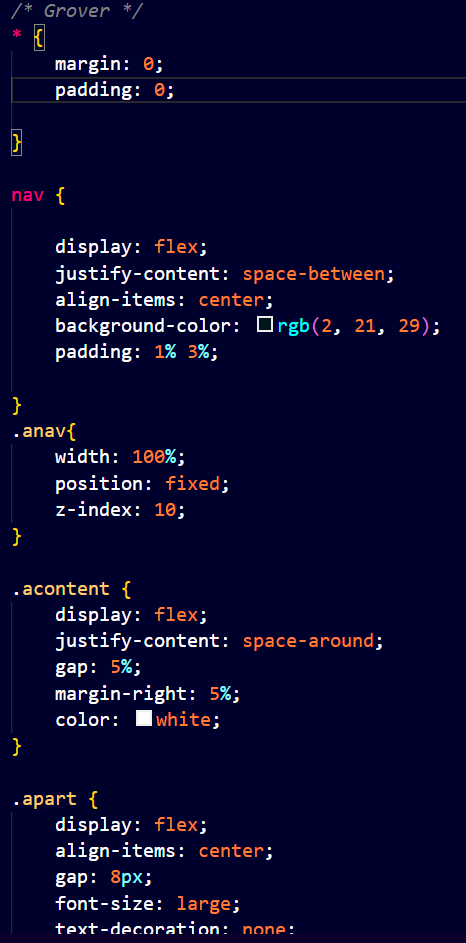 /* Grover */
* {
    margin: 0;
    padding: 0;

}

nav {

    display: flex;
    justify-content: space-between;
    align-items: center;
    background-color: rgb(2, 21, 29);
    padding: 1% 3%;

}
.anav{
    width: 100%;
    position: fixed;
    z-index: 10;
}

.acontent {
    display: flex;
    justify-content: space-around;
    gap: 5%;
    margin-right: 5%;
    color: white;
}

.apart {
    display: flex;
    align-items: center;
    gap: 8px;
    font-size: large;
    text-decoration: none;